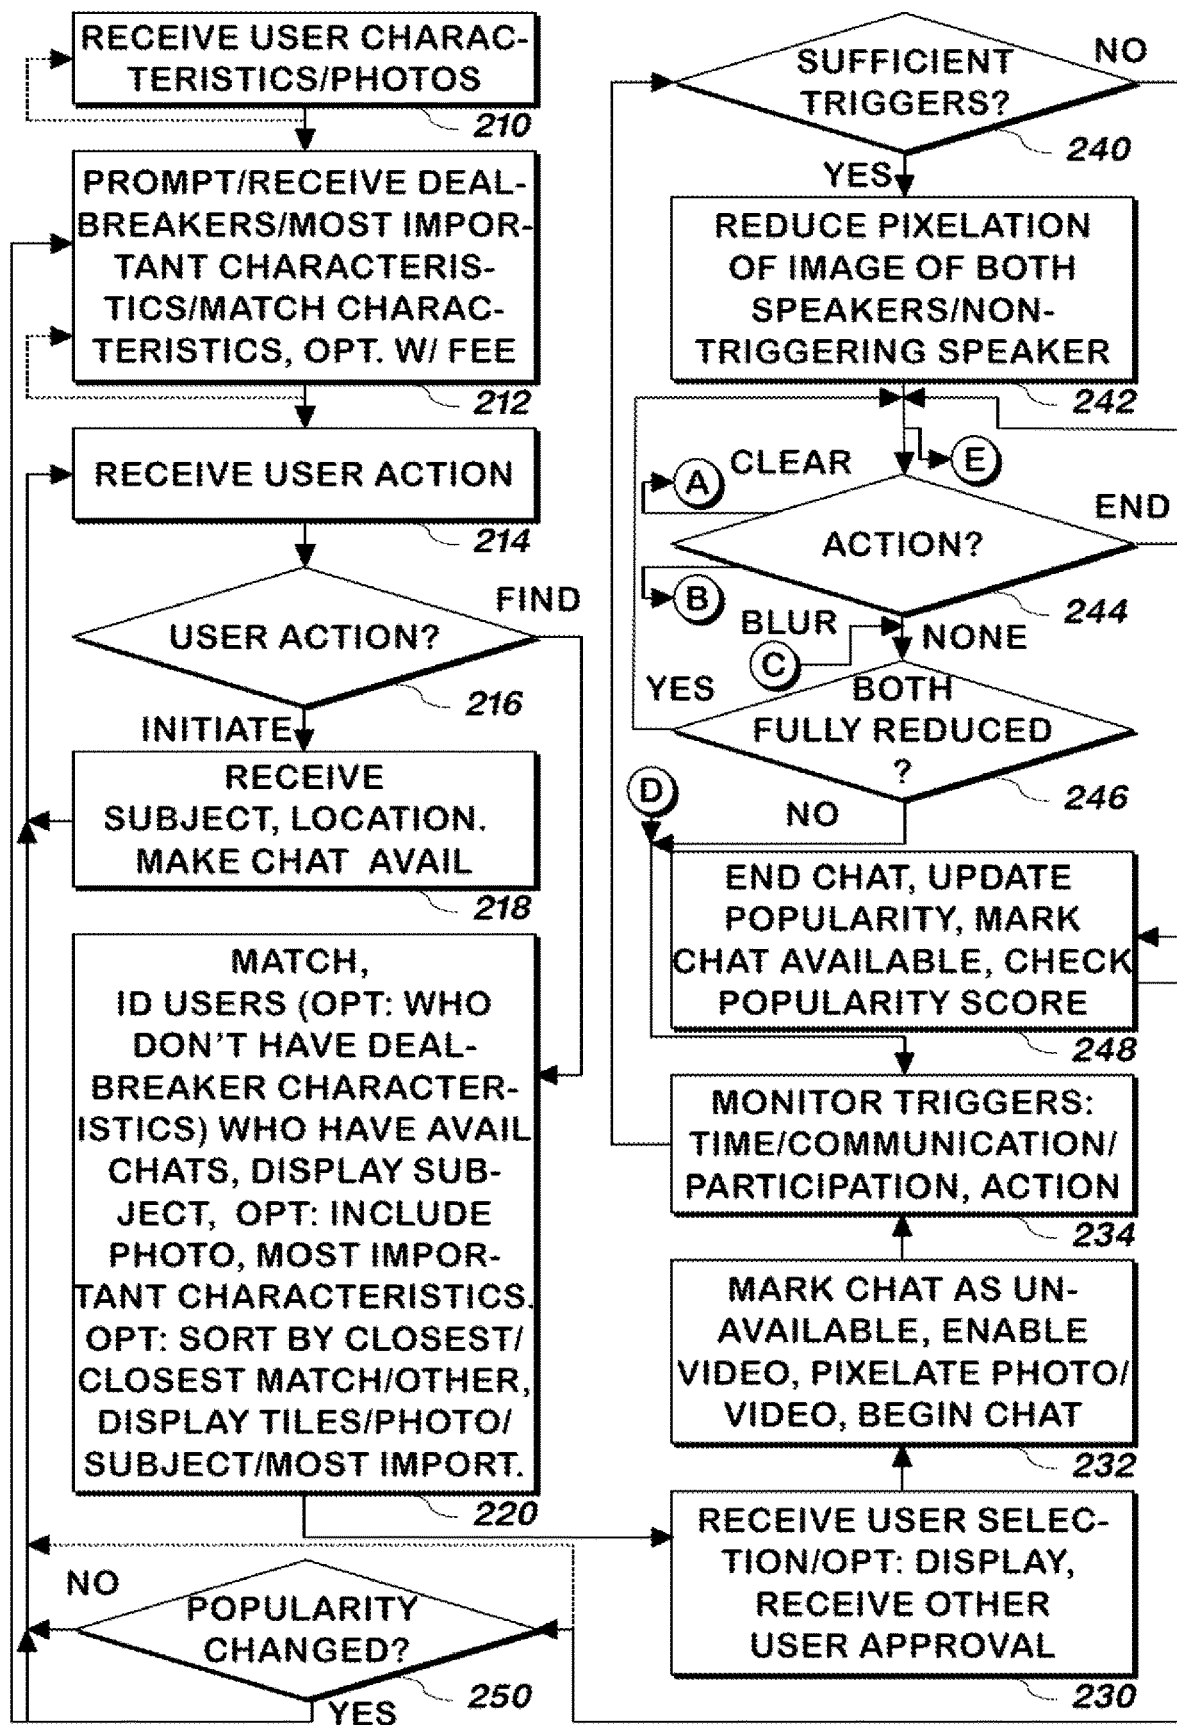 RECEIVE USER CHARAC-
TERISTICS/PHOTOS
210
PROMPT/RECEIVE DEAL-
BREAKERS/MOST IMPOR-
TANT CHARACTERIS-
TICS/MATCH CHARAC-
TERISTICS, OPT. W/ FEE
212
RECEIVE USER ACTION
214
FIND
USER ACTION?
216
INITIATE
RECEIVE
SUBJECT, LOCATION.
MAKE CHAT AVAIL
218
MATCH,
ID USERS (OPT: WHO
DON'T HAVE DEAL-
BREAKER CHARACTER-
ISTICS) WHO HAVE AVAIL
CHATS, DISPLAY SUB-
JECT, OPT: INCLUDE
PHOTO, MOST IMPOR-
TANT CHARACTERISTICS.
OPT: SORT BY CLOSEST/
CLOSEST MATCH/OTHER,
DISPLAY TILES/PHOTO/
SUBJECT/MOST IMPORT.
220
NO
POPULARITY
CHANGED?
250
YES
NO
SUFFICIENT
TRIGGERS?
240
YES
REDUCE PIXELATION
OF IMAGE OF BOTH
SPEAKERS/NON-
TRIGGERING SPEAKER
242
E
CLEAR
A
END
ACTION?
B
244
BLUR
NONE
C
YES
BOTH
FULLY REDUCED
?
246
D
NO
END CHAT, UPDATE
POPULARITY, MARK
CHAT AVAILABLE, CHECK
POPULARITY SCORE
248
MONITOR TRIGGERS:
TIME/COMMUNICATION/
PARTICIPATION, ACTION
234
MARK CHAT AS UN-
AVAILABLE, ENABLE
VIDEO, PIXELATE PHOTO/
VIDEO, BEGIN CHAT
232
RECEIVE USER SELEC-
TION/OPT: DISPLAY,
RECEIVE OTHER
USER APPROVAL
230